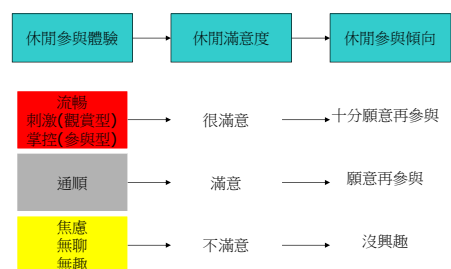 休閒參與體驗
休閒滿意度
休閒參與傾向
流暢
刺激(觀賞型)
掌控(參與型)
很滿意
十分願意再參與
通順
滿意
願意再參與
焦慮
無聊
無趣
不滿意
沒興趣